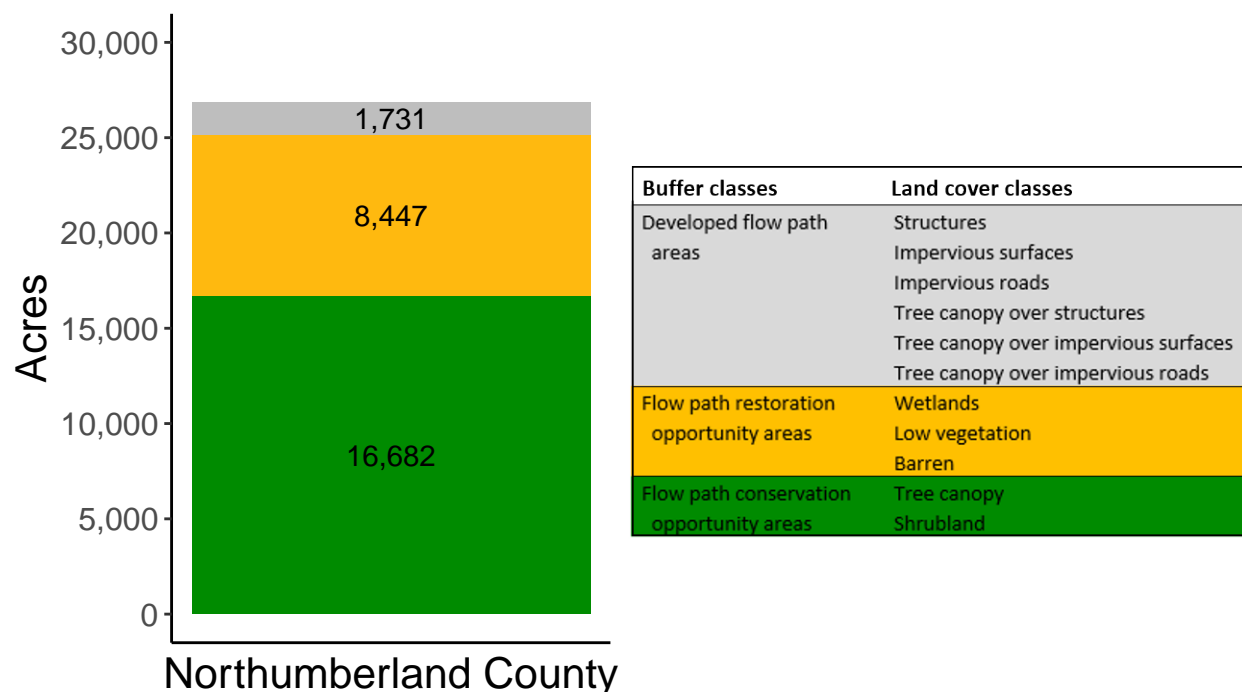 30,000
25,000
20,000
15,000
10,000
5,000
0
Acres
1,731
8,447
16,682
Northumberland County
Buffer classes Land cover classes
Developed flow path Structures
areas Impervious surfaces
Impervious roads
Tree canopy over structures
Tree canopy over impervious surfaces
Tree canopy over impervious roads
Flow path restoration Wetlands
opportunity areas Low vegetation
Barren
Flow path conservation Tree canopy
opportunity areas Shrubland